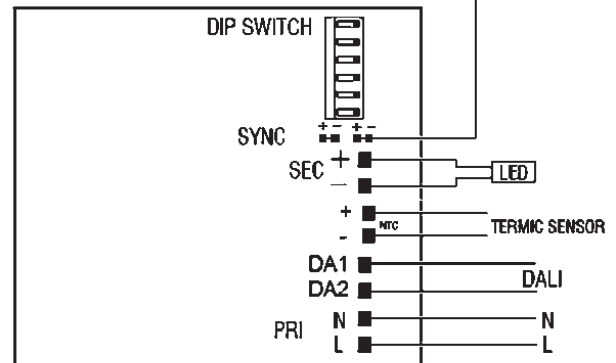 DIP SWITCH
+ - + -
SYNC
SEC +
-
LED
+
NTC
-
TERMIC SENSOR
DA1
DA2
DALI
PRI
N
L
N
L